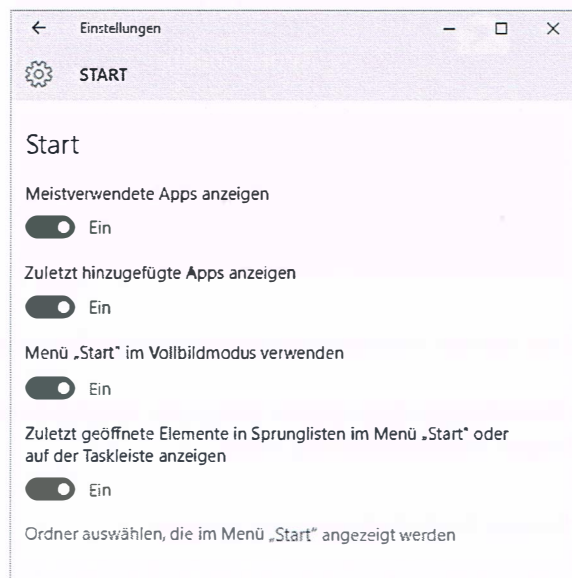 Einstellungen
START
Start
Meistverwendete Apps anzeigen
Ein
Zuletzt hinzugefügte Apps anzeigen
Ein
Menü „Start“ im Vollbildmodus verwenden
Ein
Zuletzt geöffnete Elemente in Sprunglisten im Menü „Start“ oder
auf der Taskleiste anzeigen
Ein
Ordner auswählen, die im Menü „Start“ angezeigt werden